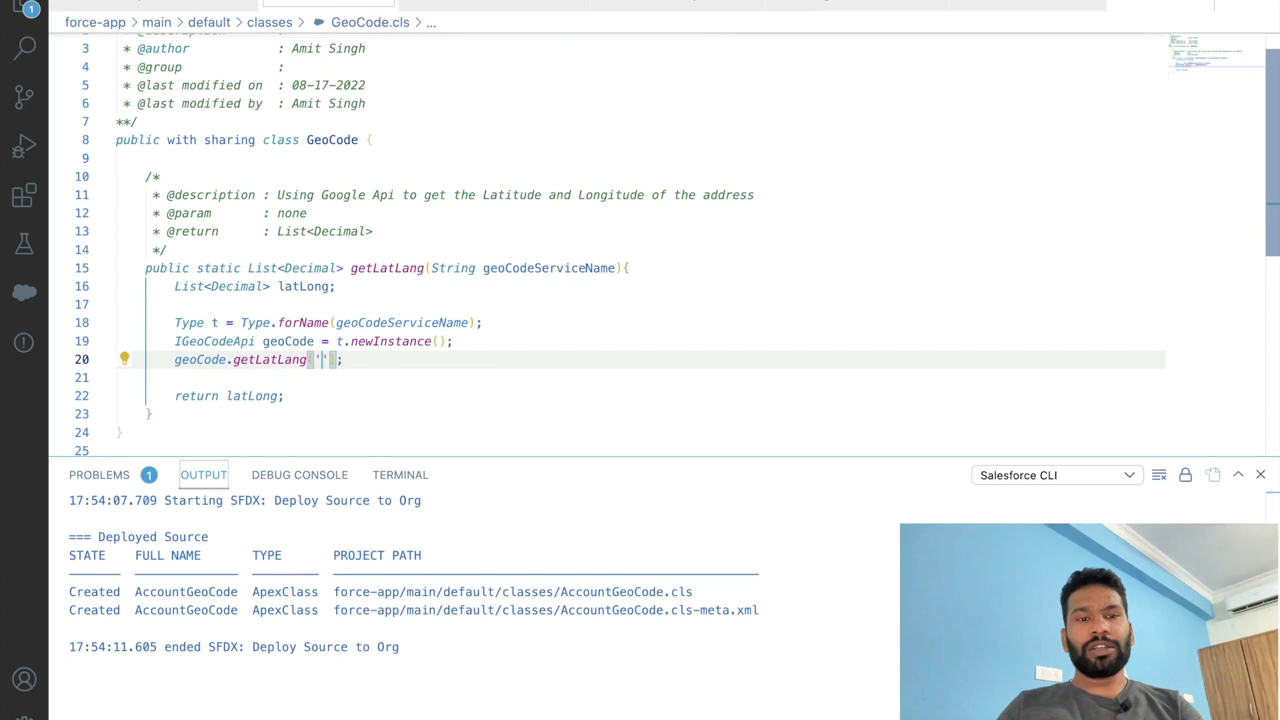 1
force-app > main > default > classes > GeoCode.cls > ...
3 * @author : Amit Singh
4 * @group :
5 * @last modified on : 08-17-2022
6 * @last modified by : Amit Singh
7 **/
8 public with sharing class GeoCode {
9
10 /*
11 * @description : Using Google Api to get the Latitude and Longitude of the address
12 * @param : none
13 * @return : List<Decimal>
14 */
15 public static List<Decimal> getLatLang(String geoCodeServiceName){
16 List<Decimal> latLong;
17
18 Type t = Type.forName(geoCodeServiceName);
19 IGeoCodeApi geoCode = t.newInstance();
20 geoCode.getLatLang('');
21
22 return latLong;
23 }
24 }
25
PROBLEMS 1 OUTPUT DEBUG CONSOLE TERMINAL Salesforce CLI
17:54:07.709 Starting SFDX: Deploy Source to Org
=== Deployed Source
STATE FULL NAME TYPE PROJECT PATH
Created AccountGeoCode ApexClass force-app/main/default/classes/AccountGeoCode.cls
Created AccountGeoCode ApexClass force-app/main/default/classes/AccountGeoCode.cls-meta.xml
17:54:11.605 ended SFDX: Deploy Source to Org